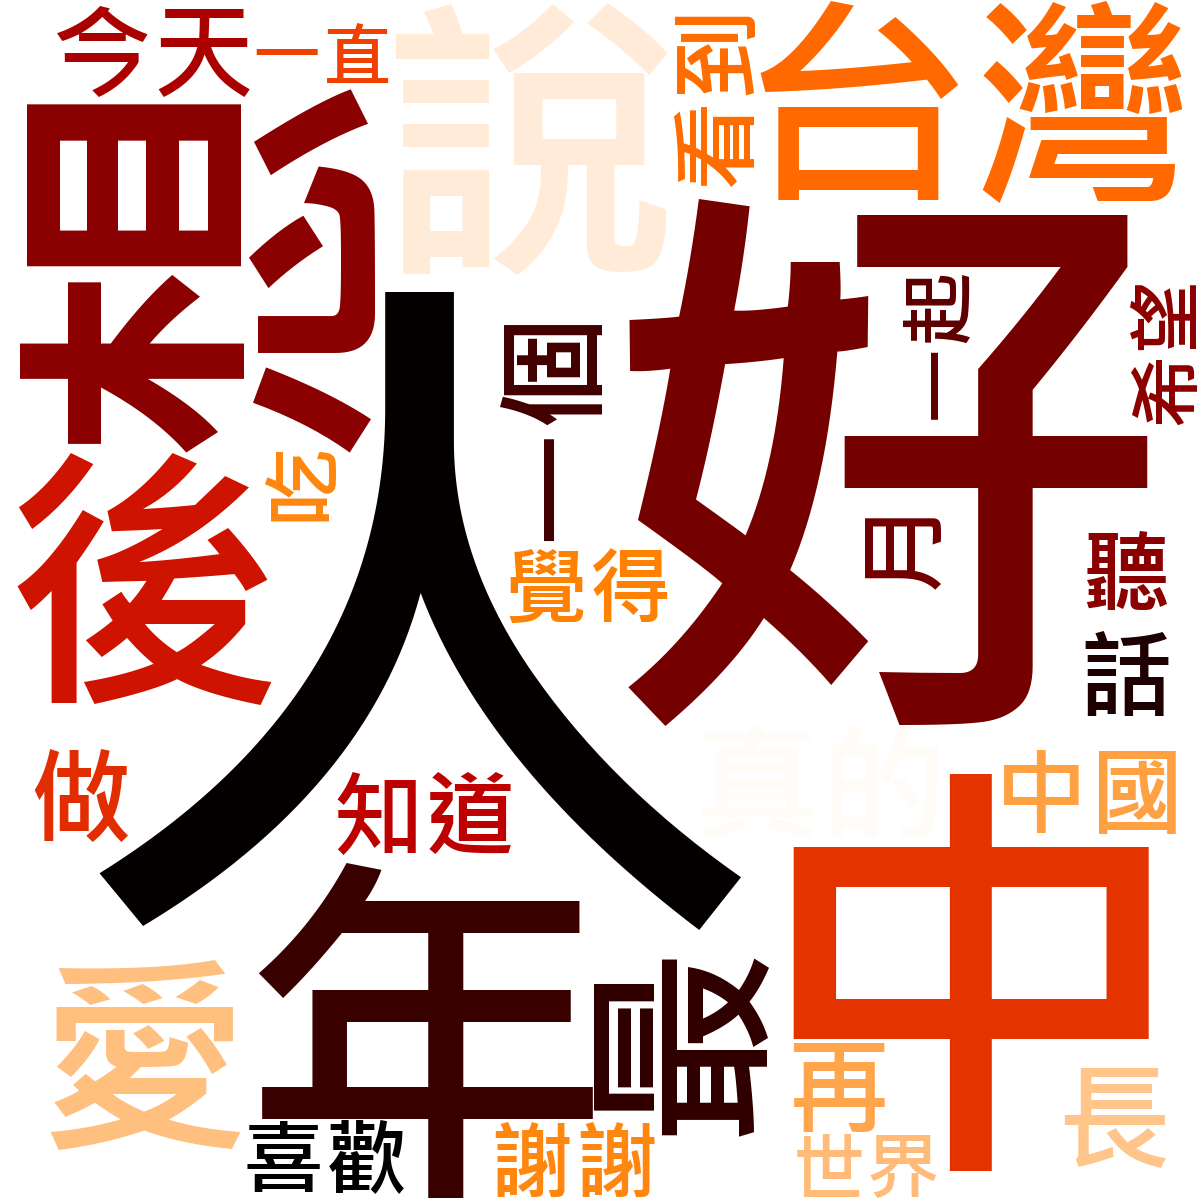 今天
一直
說
看到
台灣
想
人
好
一個
一起
希望
後
吃
覺得
月
聽
話
真的
做
知道
中國
中
年
愛
最
再
長
喜歡
謝謝
世界